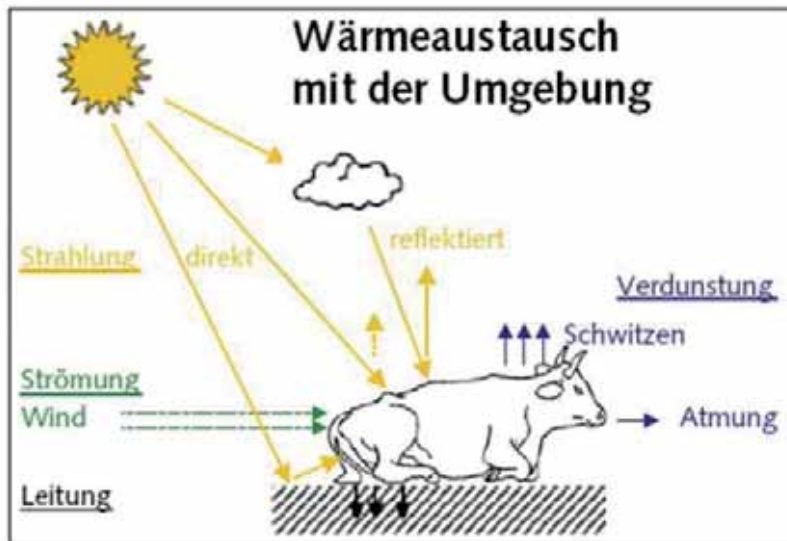 Wärmeaustausch
mit der Umgebung
Strahlung
direkt
reflektiert
Verdunstung
Schwitzen
Strömung
Wind
Atmung
Leitung